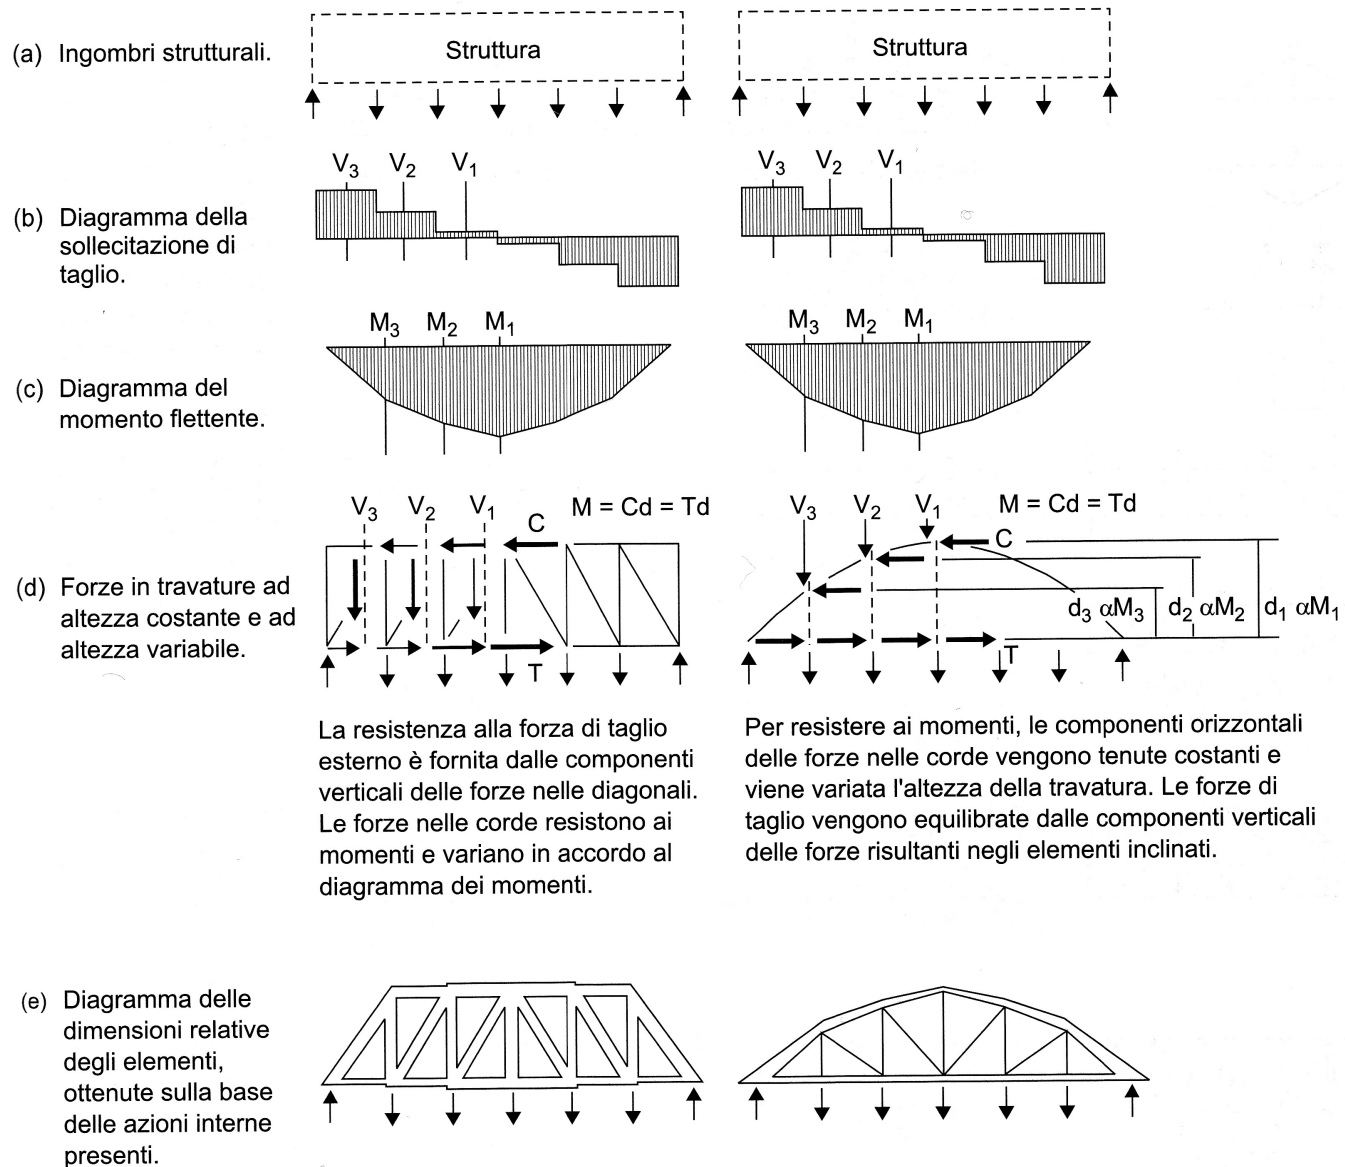 (a) Ingombri strutturali.
Struttura
Struttura
V3 V2 V1
V3 V2 V1
(b) Diagramma della
sollecitazione di
taglio.
M3 M2 M1
M3 M2 M1
(c) Diagramma del
momento flettente.
V3 V2 V1 C M = Cd = Td
V3 V2 V1 M = Cd = Td
C
(d) Forze in travature ad
altezza costante e ad
altezza variabile.
d3 αM3 d2 αM2 d1 αM1
T
T
La resistenza alla forza di taglio
esterno è fornita dalle componenti
verticali delle forze nelle diagonali.
Le forze nelle corde resistono ai
momenti e variano in accordo al
diagramma dei momenti.
Per resistere ai momenti, le componenti orizzontali
delle forze nelle corde vengono tenute costanti e
viene variata l'altezza della travatura. Le forze di
taglio vengono equilibrate dalle componenti verticali
delle forze risultanti negli elementi inclinati.
(e) Diagramma delle
dimensioni relative
degli elementi,
ottenute sulla base
delle azioni interne
presenti.